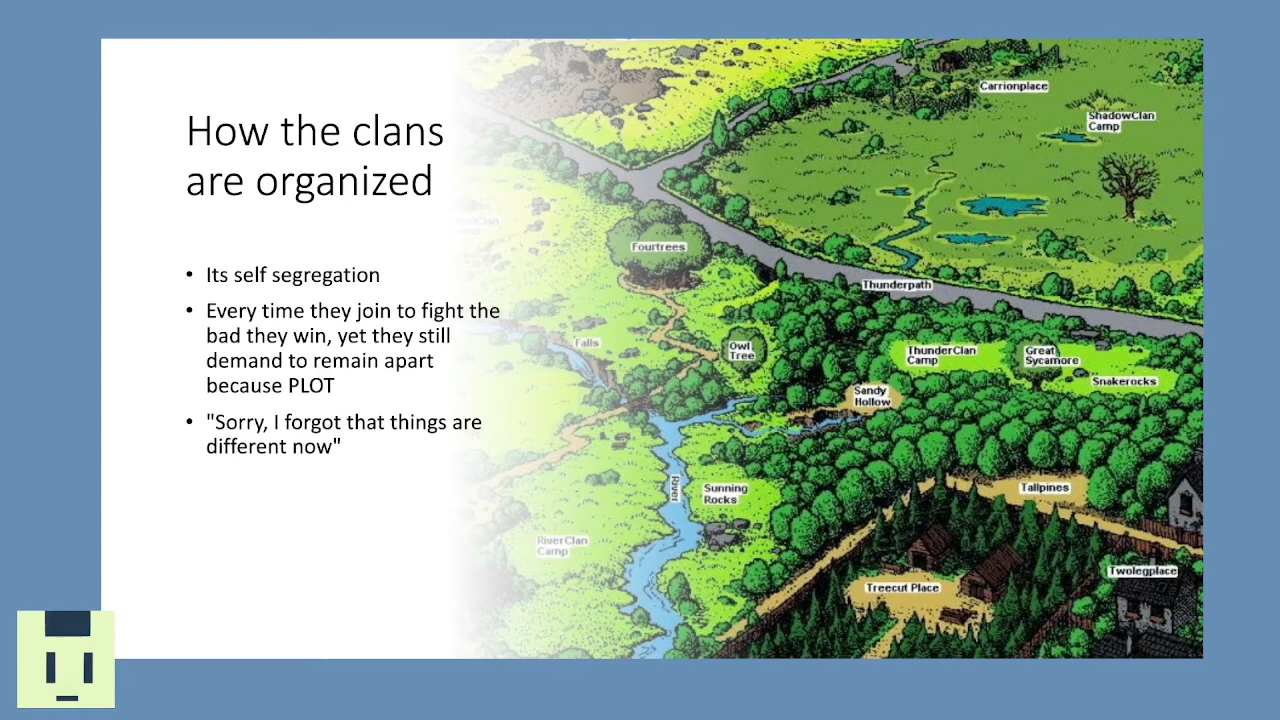 How the clans
are organized
• Its self segregation
• Every time they join to fight the
bad they win, yet they still
demand to remain apart
because PLOT
• "Sorry, I forgot that things are
different now"
Carrionplace
ShadowClan
Camp
Fourtrees
Thunderpath
Falls
Owl
Tree
ThunderClan
Camp
Great
Sycamore
Snakerocks
Sandy
Hollow
River
Sunning
Rocks
Tallpines
RiverClan
Camp
Treecut Place
Twolegplace